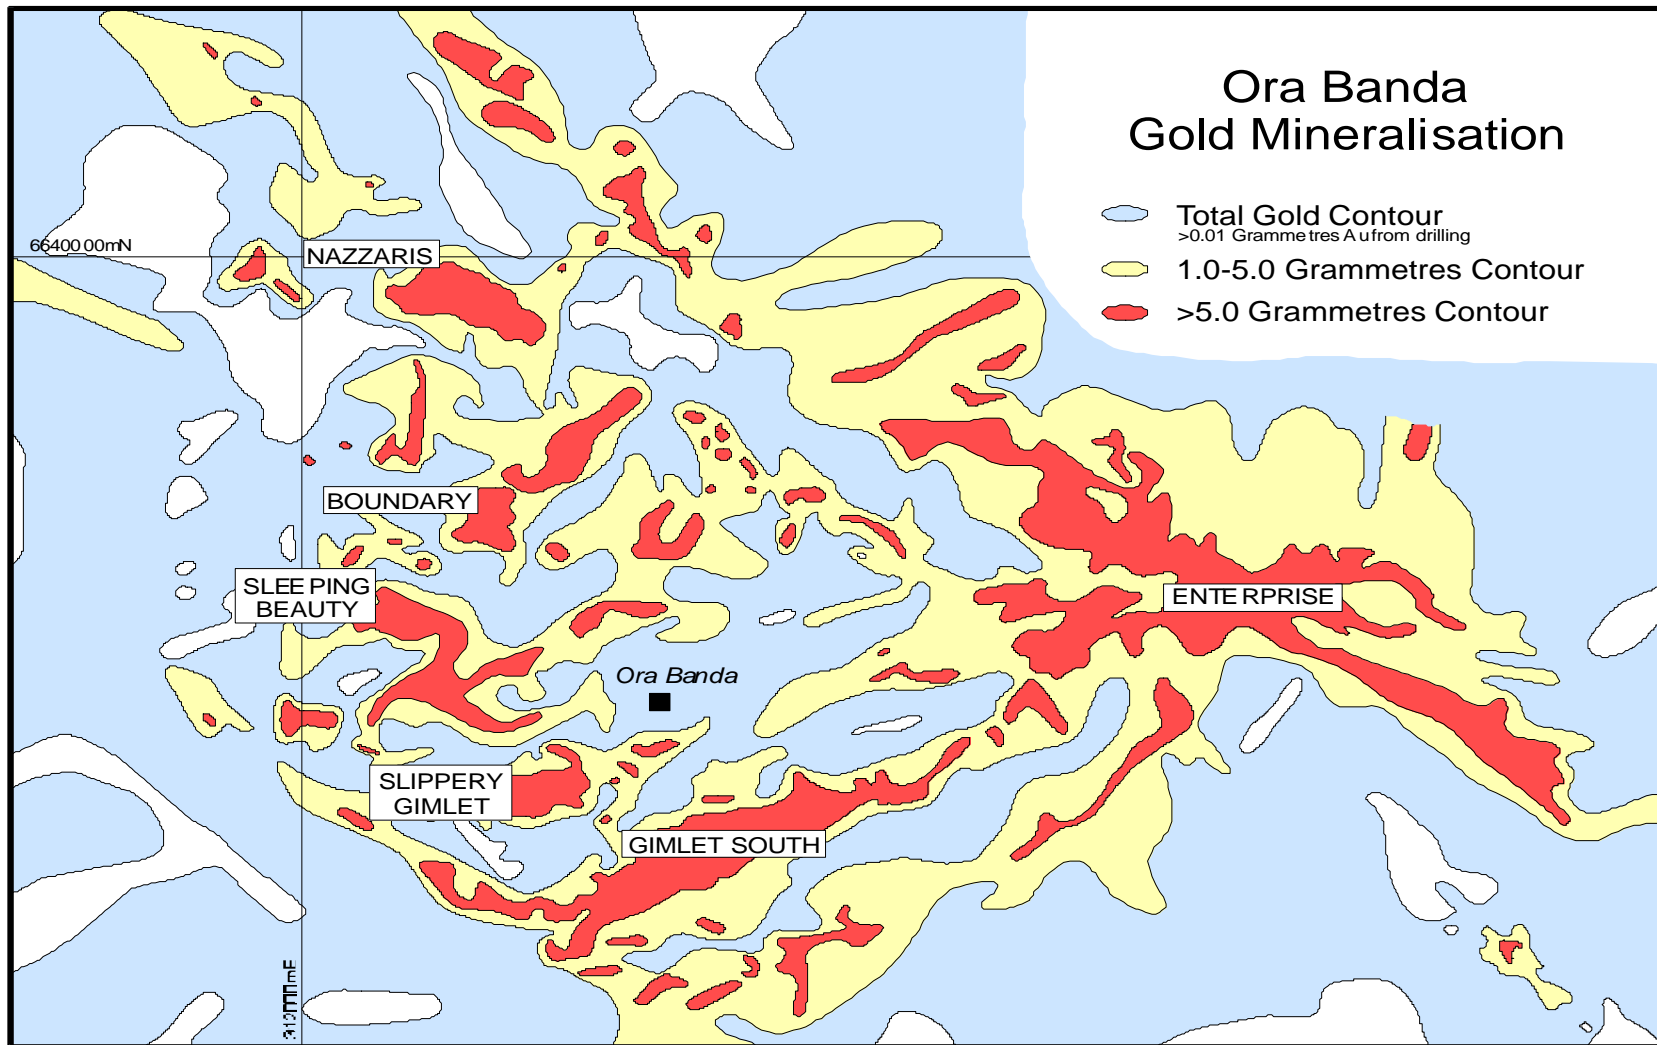 Ora Banda
Gold Mineralisation
Total Gold Contour
>0.01 Grammetres Au from drilling
1.0-5.0 Grammetres Contour
>5.0 Grammetres Contour
6640000mN
NAZZARIS
BOUNDARY
SLEEPING
BEAUTY
ENTERPRISE
Ora Banda
SLIPPERY
GIMLET
GIMLET SOUTH